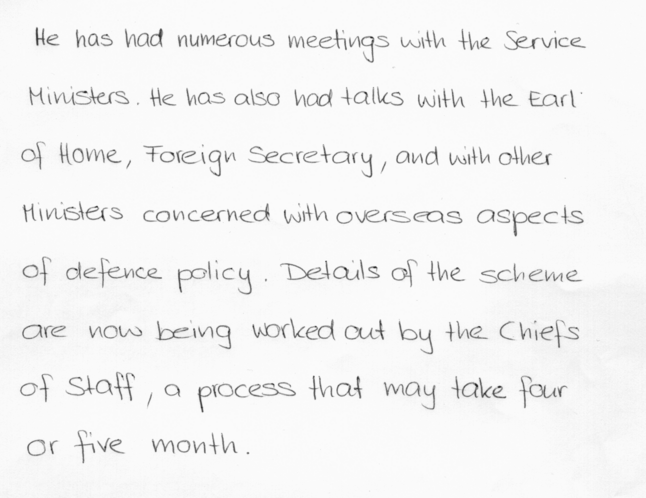 He has had numerous meetings with the Service
Ministers. He has also had talks with the Earl
of Home, Foreign Secretary, and with other
Ministers concerned with overseas aspects
of defence policy. Details of the scheme
are now being worked out by the Chiefs
of Staff, a process that may take four
or five month.